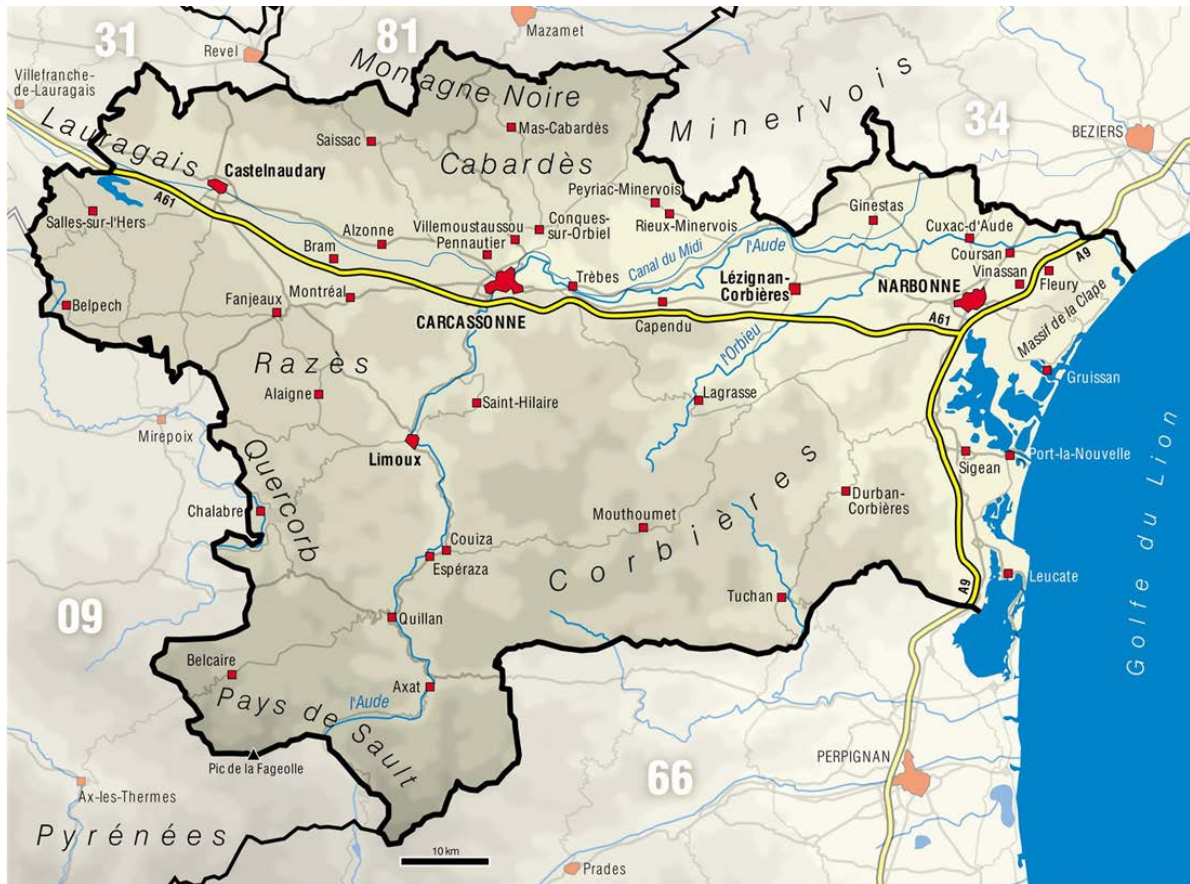 31
81
Mazamet
Revel
Montagne Noire
Villefranche-
de-Lauragais
Minervois
34
Lauragais
Saissac
Mas-Cabardès
BEZIERS
Cabardès
Castelnaudary
Peyriac-Minervois
A61
Salles-sur-l'Hers
Rieux-Minervois
Ginestas
Alzonne
Villemoustaussou
Pennautier
Conques-
sur-Orbiel
Cuxac-d'Aude
l'Aude
Canal du Midi
Bram
Coursan
A9
Trèbes
Vinassan
Lézignan-
Corbières
NARBONNE
Fleury
Montréal
Belpech
Fanjeaux
CARCASSONNE
Capendu
A61
Massif de la Clape
l'Orbieu
Razès
Gruissan
Alaigne
Saint-Hilaire
Lagrasse
Mirepoix
Limoux
Quercorb
Sigean
Port-la-Nouvelle
Golfe du Lion
Chalabre
Durban-
Corbières
Mouthoumet
Corbières
Couiza
Espéraza
Leucate
A9
Tuchan
09
Quillan
Belcaire
Axat
Pays de Sault
l'Aude
PERPIGNAN
Pic de la Fageolle
66
Ax-les-Thermes
Pyrénées
10 km
Prades